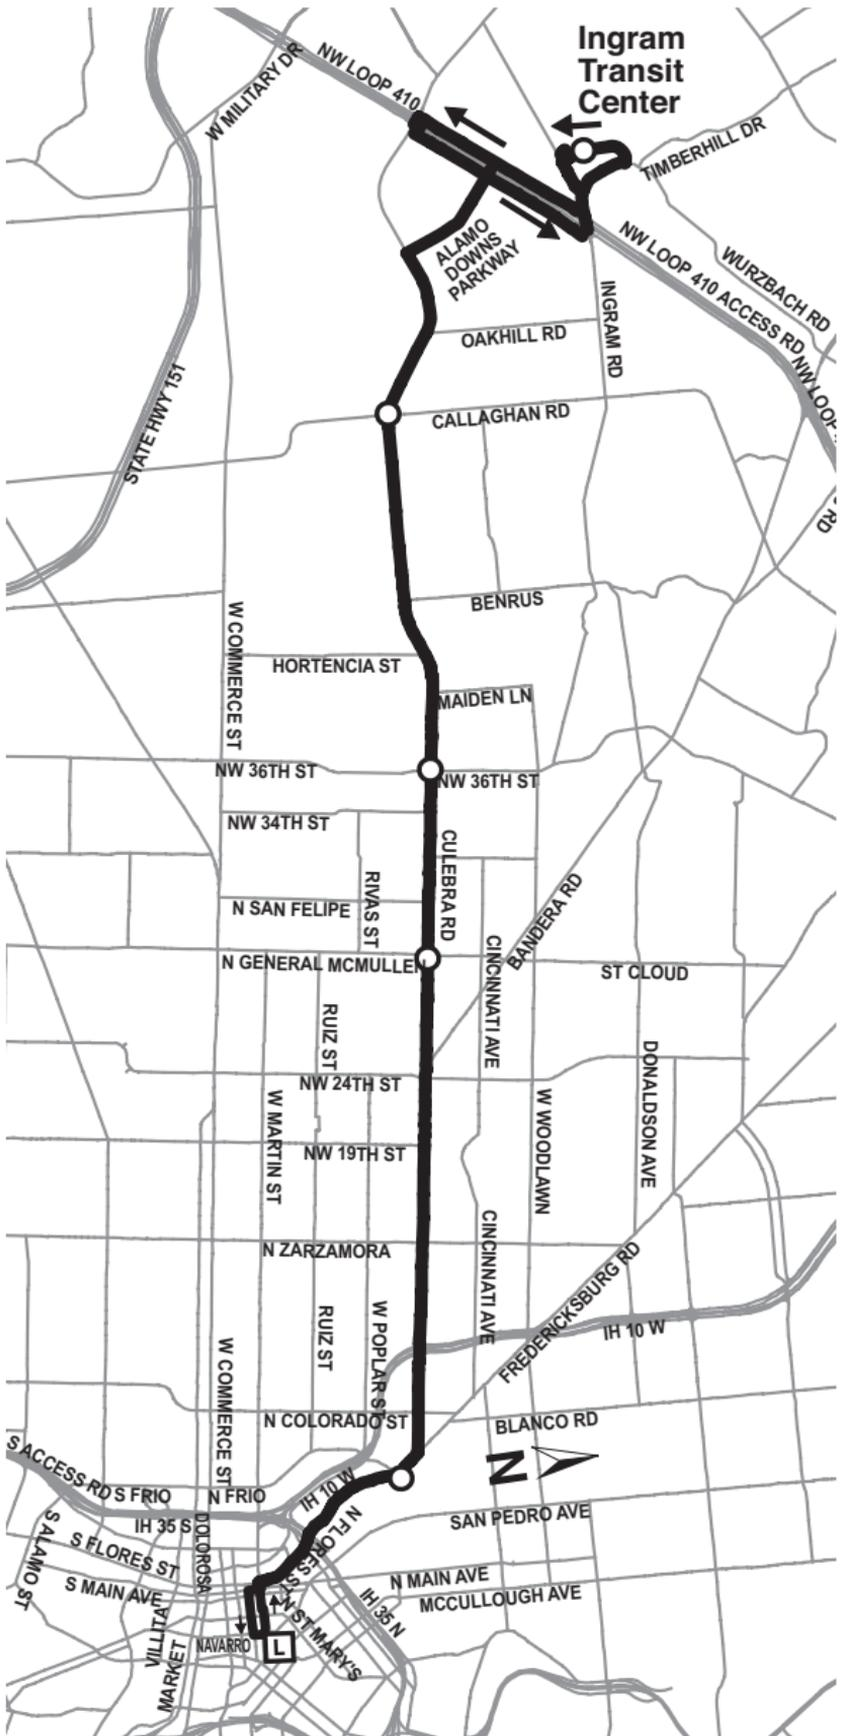 Ingram
Transit
Center
NW LOOP 410
W MILITARY DR
TIMBERHILL DR
ALAMO
DOWNS
PARKWAY
NW LOOP 410 ACCESS RD
WURZBACH RD
INGRAM RD
OAKHILL RD
NW LOOP
CALLAGHAN RD
STATE HWY 151
RD
BENRUS
W COMMERCE ST
HORTENCIA ST
MAIDEN LN
NW 36TH ST
NW 36TH ST
NW 34TH ST
CULEBRA RD
RIVAS ST
BANDERA RD
N SAN FELIPE
N GENERAL MCMULLEN
CINCINNATI AVE
ST CLOUD
RUIZ ST
DONALDSON AVE
NW 24TH ST
W MARTIN ST
W WOODLAWN
NW 19TH ST
CINCINNATI AVE
N ZARZAMORA
FREDERICKSBURG RD
RUIZ ST
W POPLAR ST
IH 10 W
W COMMERCE ST
N COLORADO ST
BLANCO RD
S ACCESS RD
N
S FRIO
N FRIO
IH 10 W
SAN PEDRO AVE
IH 35 S
DOLOROSA
N FLORES ST
S ALAMO ST
S FLORES ST
S MAIN AVE
N MAIN AVE
MCCULLOUGH AVE
IH 35 N
VILLITA
N ST MARY'S
NAVARRO
L
MARKET